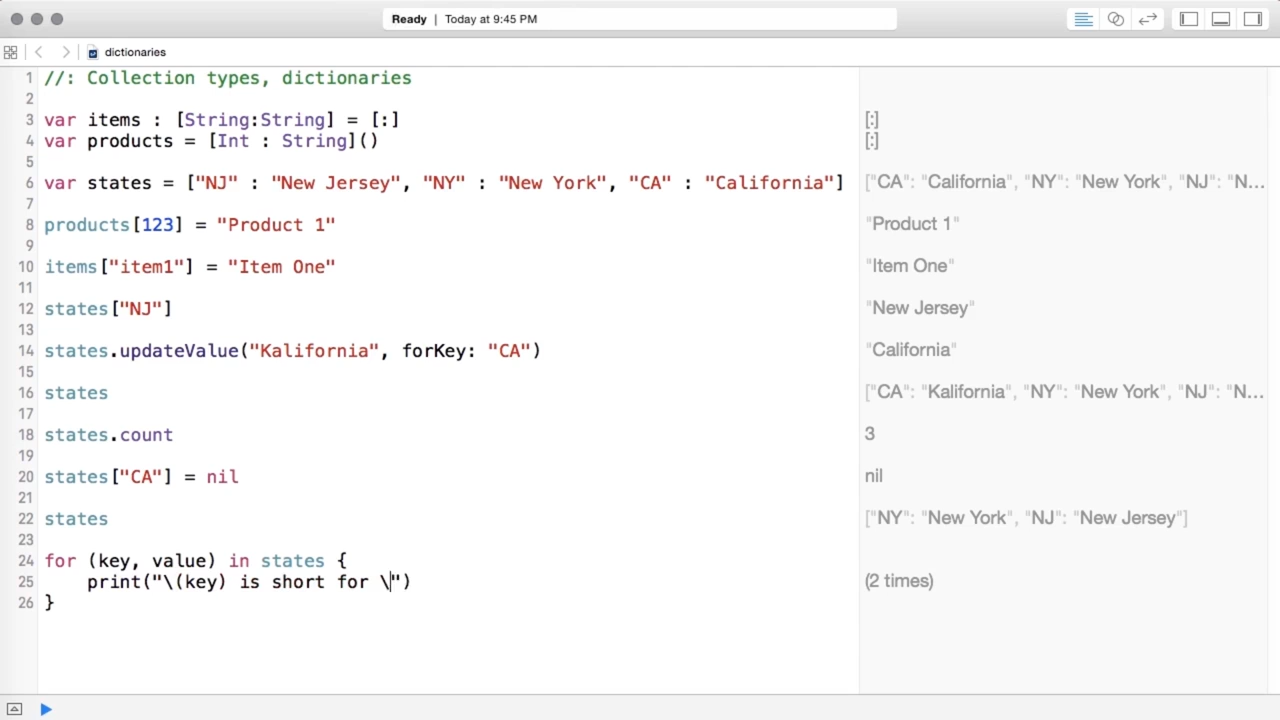 Ready | Today at 9:45 PM
dictionaries
1 //: Collection types, dictionaries
2
3 var items : [String:String] = [:] [:]
4 var products = [Int : String]() [:]
5
6 var states = ["NJ" : "New Jersey", "NY" : "New York", "CA" : "California"] ["CA": "California", "NY": "New York", "NJ": "N...
7
8 products[123] = "Product 1" "Product 1"
9
10 items["item1"] = "Item One" "Item One"
11
12 states["NJ"] "New Jersey"
13
14 states.updateValue("Kalifornia", forKey: "CA") "California"
15
16 states ["CA": "Kalifornia", "NY": "New York", "NJ": "N...
17
18 states.count 3
19
20 states["CA"] = nil nil
21
22 states ["NY": "New York", "NJ": "New Jersey"]
23
24 for (key, value) in states {
25 print("\(key) is short for \") (2 times)
26 }